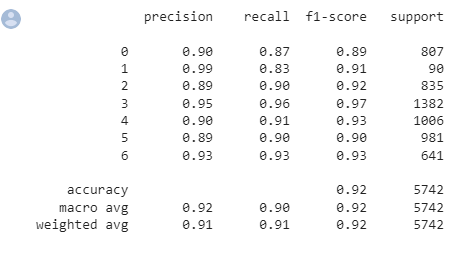 precision recall f1-score support
0 0.90 0.87 0.89 807
1 0.99 0.83 0.91 90
2 0.89 0.90 0.92 835
3 0.95 0.96 0.97 1382
4 0.90 0.91 0.93 1006
5 0.89 0.90 0.90 981
6 0.93 0.93 0.93 641
accuracy 0.92 5742
macro avg 0.92 0.90 0.92 5742
weighted avg 0.91 0.91 0.92 5742